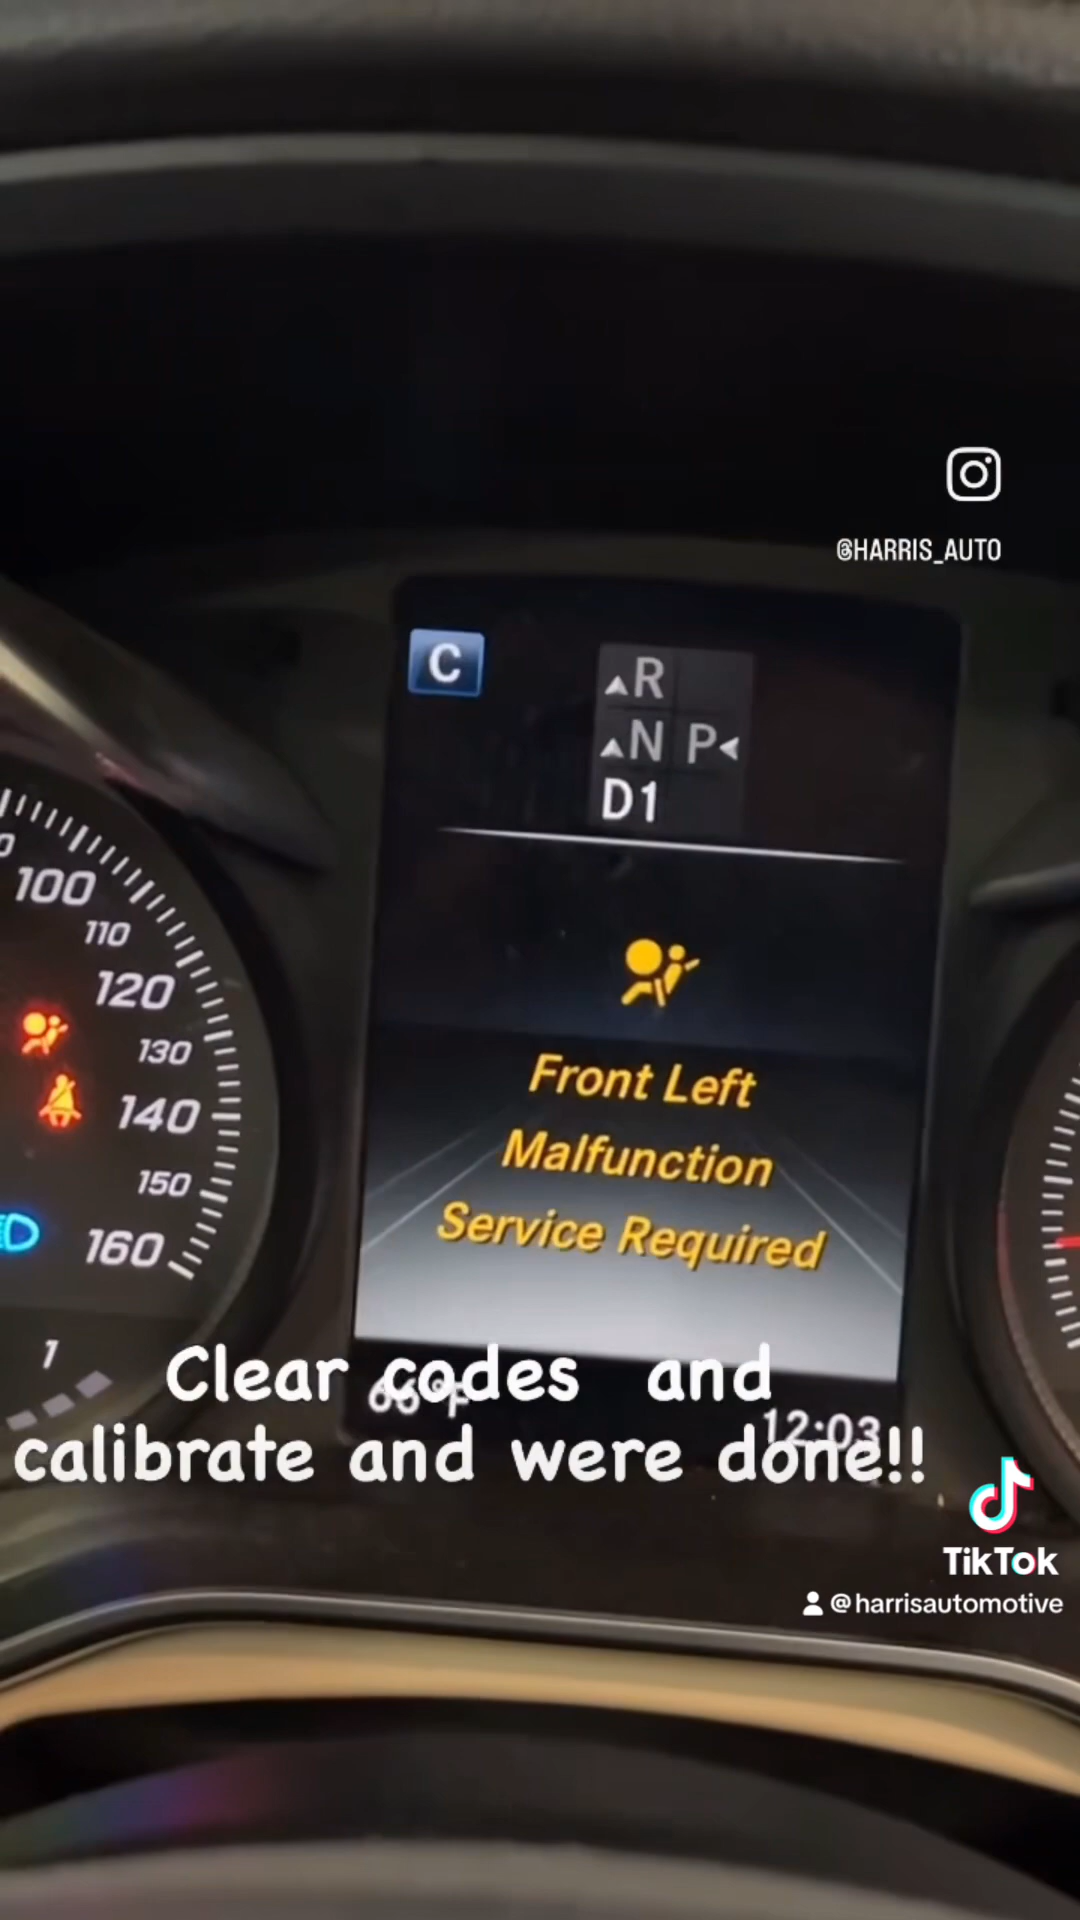 @HARRIS_AUTO
C
R
N P
D1
100
110
120
130
140
150
160
Front Left
Malfunction
Service Required
66°F
12:03
1
Clear codes and
calibrate and were done!!
TikTok
@harrisautomotive